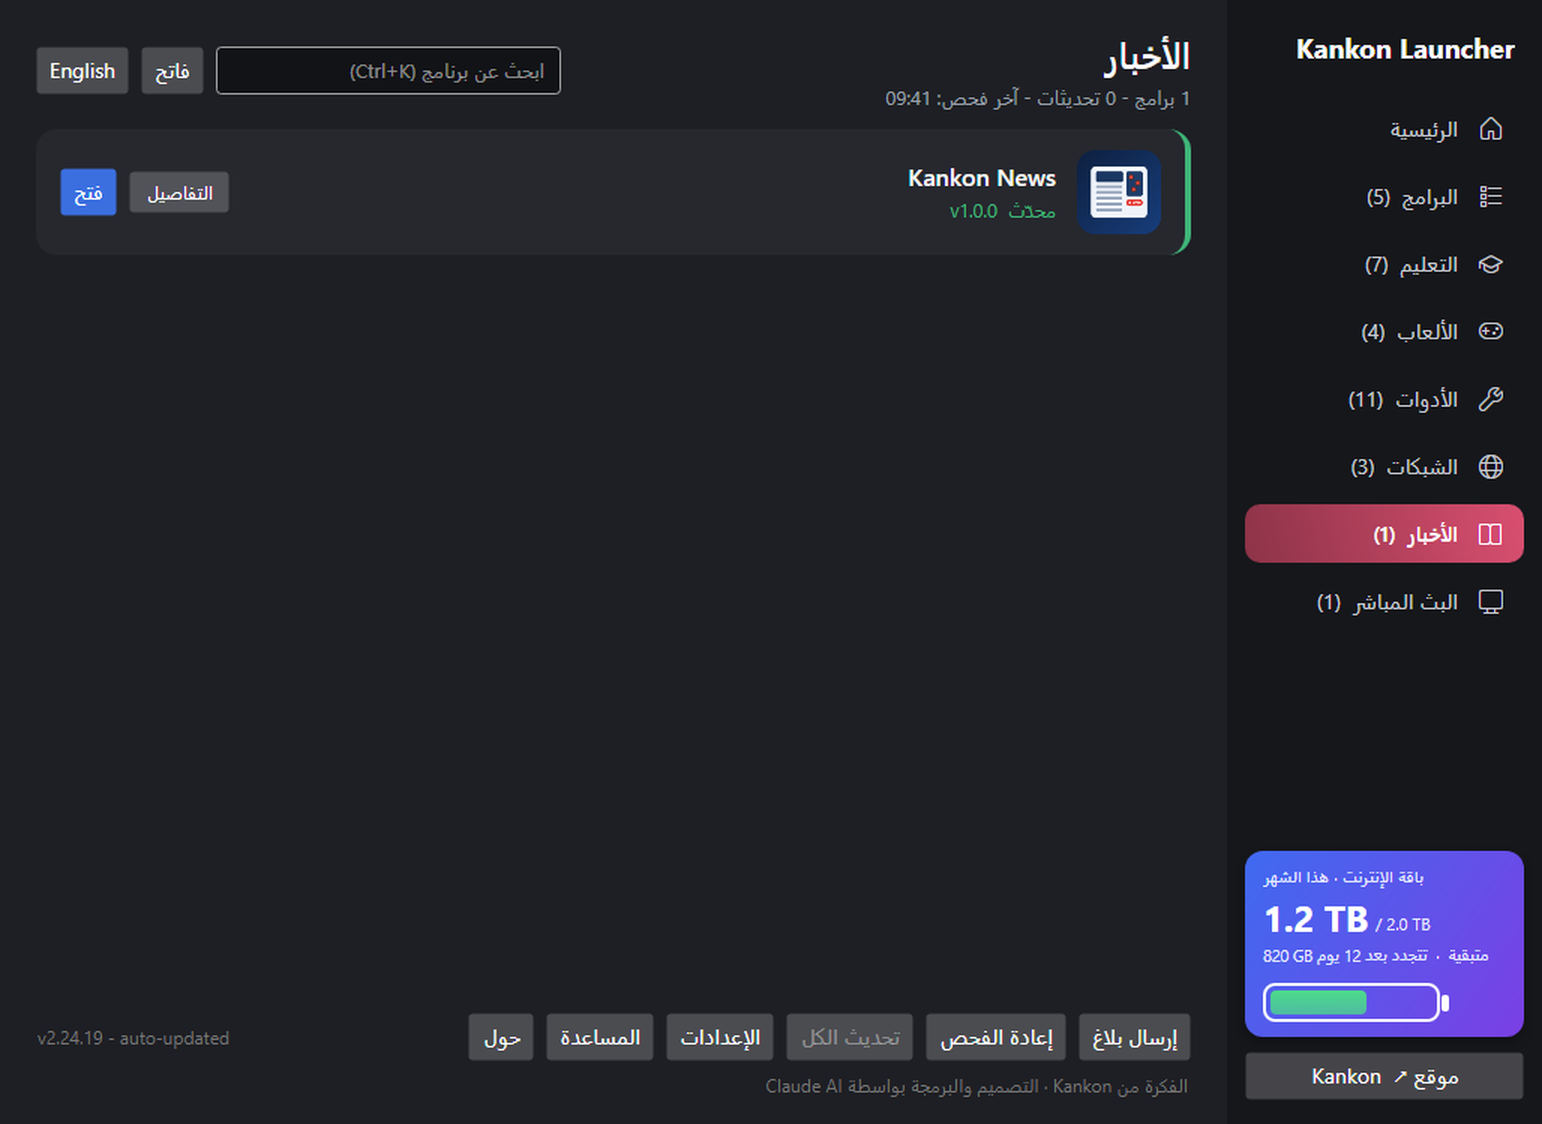 Kankon Launcher
الرئيسية
البرامج (5)
التعليم (7)
الألعاب (4)
الأدوات (11)
الشبكات (3)
الأخبار (1)
البث المباشر (1)
باقة الإنترنت · هذا الشهر
1.2 TB / 2.0 TB
820 GB متبقية · تتجدد بعد 12 يوم
موقع Kankon ↗
الأخبار
1 برامج - 0 تحديثات - آخر فحص: 09:41
ابحث عن برنامج (Ctrl+K)
فاتح
English
Kankon News
محدّث v1.0.0
التفاصيل
فتح
إرسال بلاغ
إعادة الفحص
تحديث الكل
الإعدادات
المساعدة
حول
v2.24.19 - auto-updated
الفكرة من Kankon · التصميم والبرمجة بواسطة Claude AI